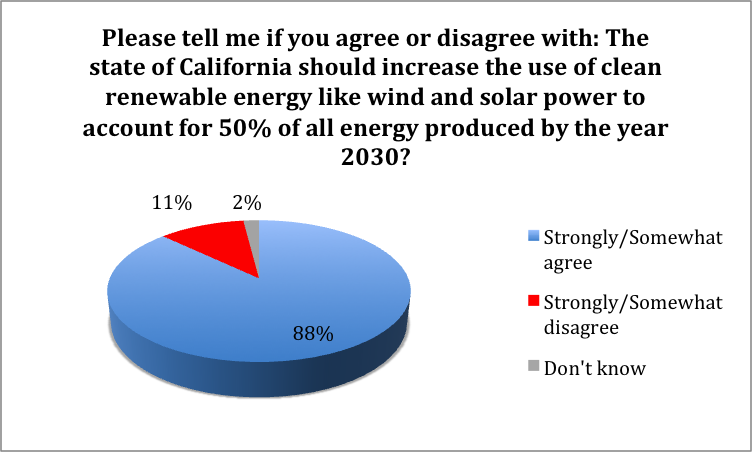 Please tell me if you agree or disagree with: The
state of California should increase the use of clean
renewable energy like wind and solar power to
account for 50% of all energy produced by the year
2030?
11%
2%
88%
Strongly/Somewhat
agree
Strongly/Somewhat
disagree
Don't know